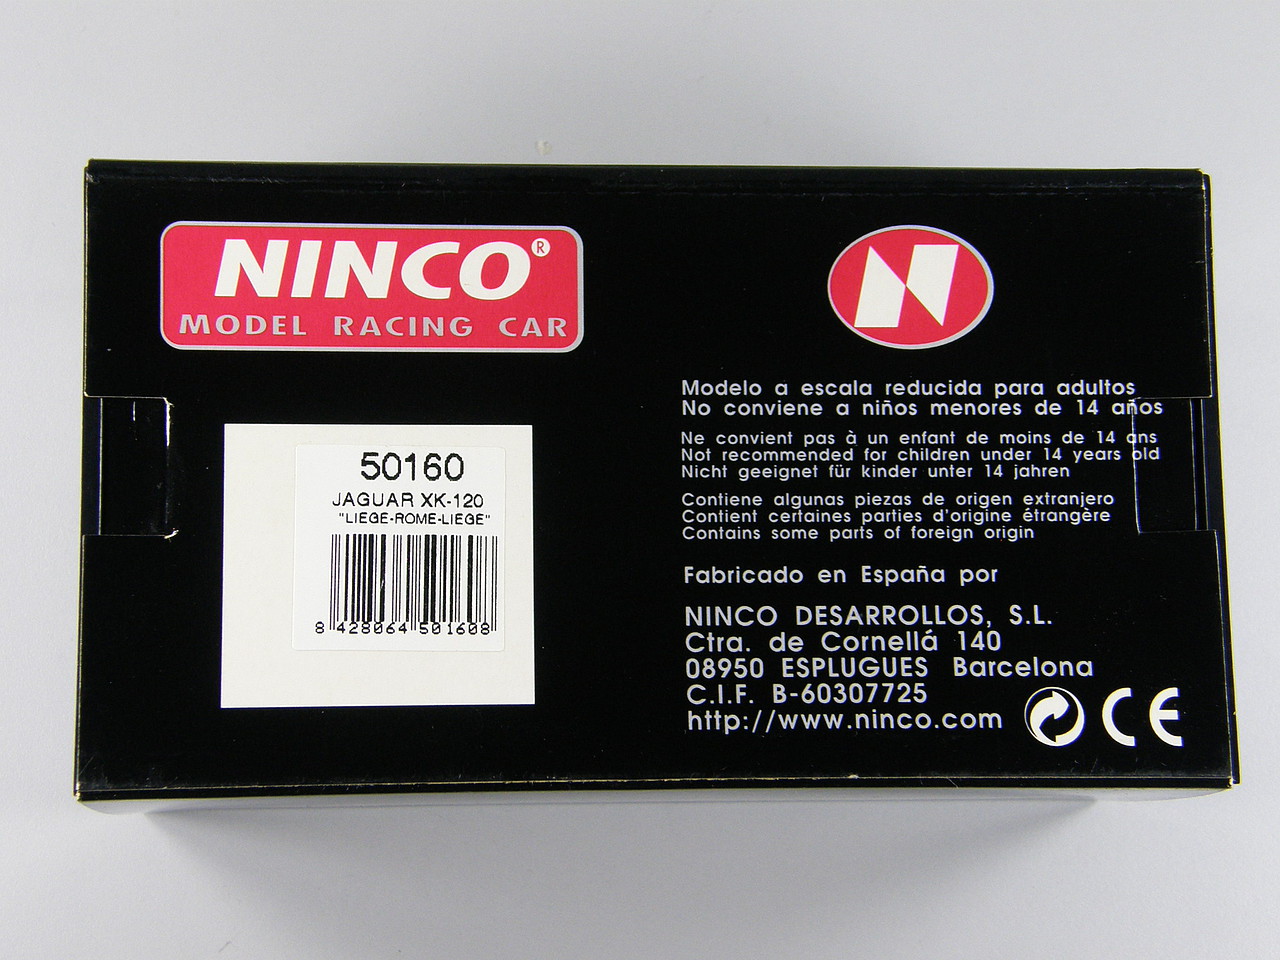 NINCO®
MODEL RACING CAR
N
50160
JAGUAR XK-120
"LIEGE-ROME-LIEGE"
8 428064 501608
Modelo a escala reducida para adultos
No conviene a niños menores de 14 años
Ne convient pas à un enfant de moins de 14 ans
Not recommended for children under 14 years old
Nicht geeignet für kinder unter 14 jahren
Contiene algunas piezas de origen extranjero
Contient certaines parties d'origine étrangère
Contains some parts of foreign origin
Fabricado en España por
NINCO DESARROLLOS, S.L.
Ctra. de Cornellá 140
08950 ESPLUGUES Barcelona
C.I.F. B-60307725
http://www.ninco.com CE